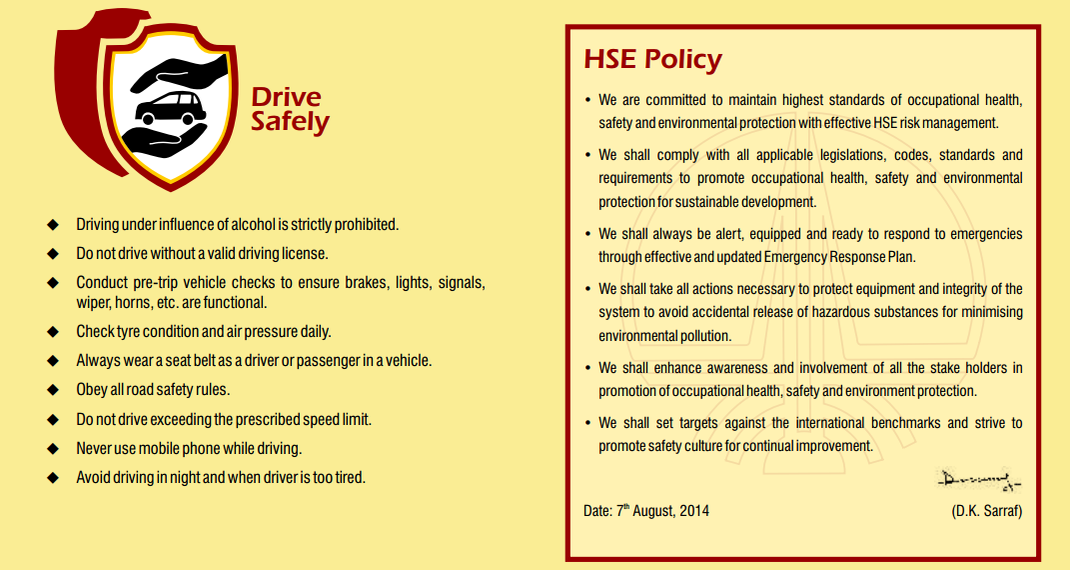 Drive
Safely
◆ Driving under influence of alcohol is strictly prohibited.
◆ Do not drive without a valid driving license.
◆ Conduct pre-trip vehicle checks to ensure brakes, lights, signals,
wiper, horns, etc. are functional.
◆ Check tyre condition and air pressure daily.
◆ Always wear a seat belt as a driver or passenger in a vehicle.
◆ Obey all road safety rules.
◆ Do not drive exceeding the prescribed speed limit.
◆ Never use mobile phone while driving.
◆ Avoid driving in night and when driver is too tired.
HSE Policy
• We are committed to maintain highest standards of occupational health,
safety and environmental protection with effective HSE risk management.
• We shall comply with all applicable legislations, codes, standards and
requirements to promote occupational health, safety and environmental
protection for sustainable development.
• We shall always be alert, equipped and ready to respond to emergencies
through effective and updated Emergency Response Plan.
• We shall take all actions necessary to protect equipment and integrity of the
system to avoid accidental release of hazardous substances for minimising
environmental pollution.
• We shall enhance awareness and involvement of all the stake holders in
promotion of occupational health, safety and environment protection.
• We shall set targets against the international benchmarks and strive to
promote safety culture for continual improvement.
Date: 7th August, 2014
(D.K. Sarraf)